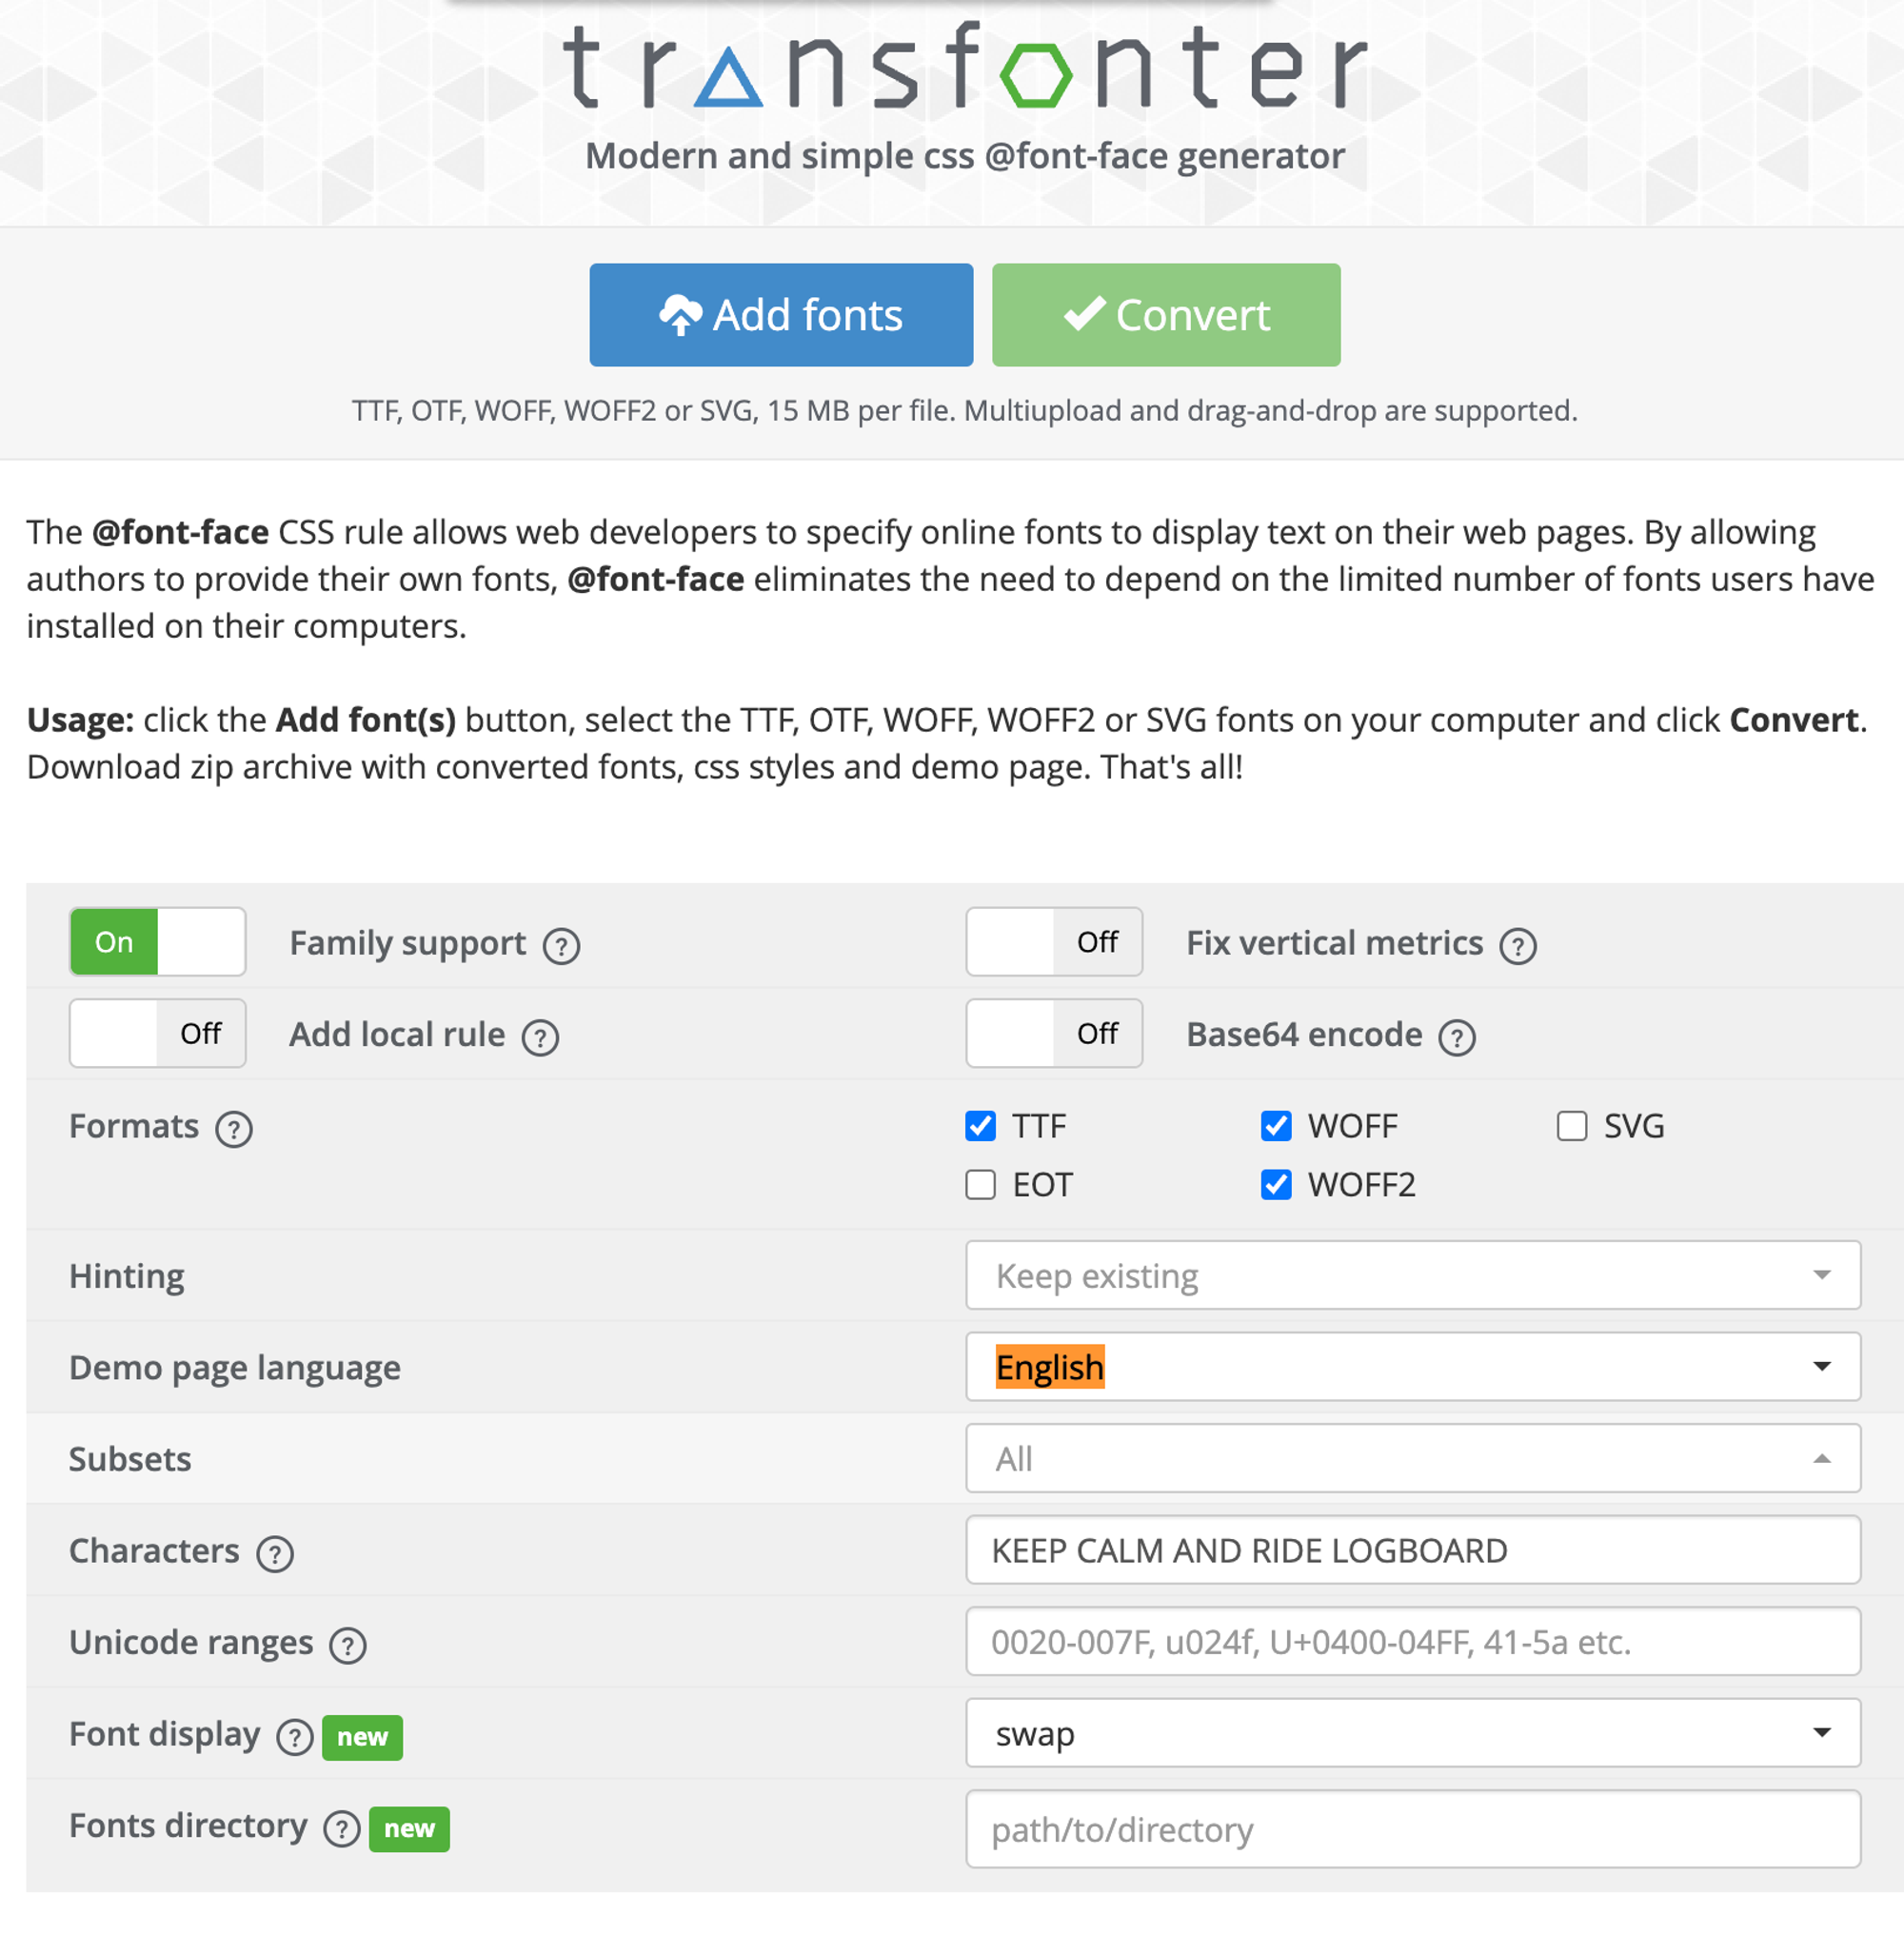 transfonter
Modern and simple css @font-face generator
Add fonts
Convert
TTF, OTF, WOFF, WOFF2 or SVG, 15 MB per file. Multiupload and drag-and-drop are supported.
The @font-face CSS rule allows web developers to specify online fonts to display text on their web pages. By allowing
authors to provide their own fonts, @font-face eliminates the need to depend on the limited number of fonts users have
installed on their computers.
Usage: click the Add font(s) button, select the TTF, OTF, WOFF, WOFF2 or SVG fonts on your computer and click Convert.
Download zip archive with converted fonts, css styles and demo page. That's all!
On Family support ? Off Fix vertical metrics ?
Off Add local rule ? Off Base64 encode ?
Formats ? TTF WOFF SVG
EOT WOFF2
Hinting Keep existing
Demo page language English
Subsets All
Characters ? KEEP CALM AND RIDE LOGBOARD
Unicode ranges ? 0020-007F, u024f, U+0400-04FF, 41-5a etc.
Font display ? new swap
Fonts directory ? new path/to/directory